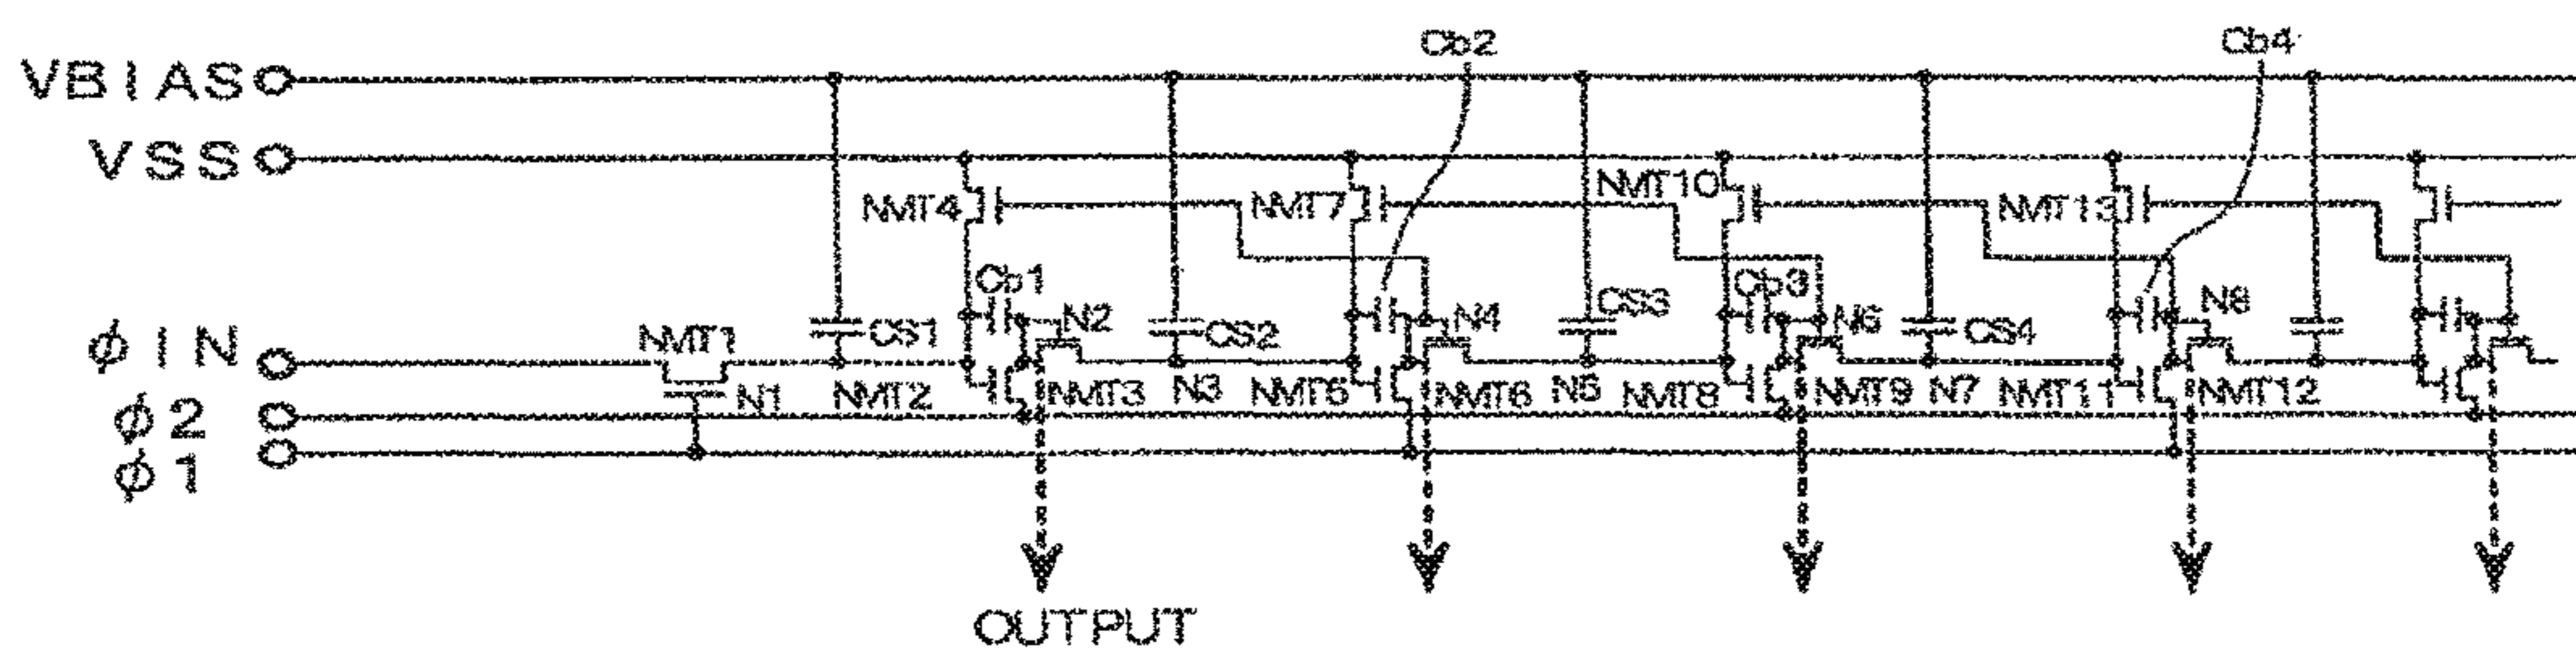 Cb2 Cb4
VBIAS
VSS
NMT4 NMT7 NMT10 NMT13
Cb1 Cb3
N2 N4 CS3 N6 N8
φIN NMT1 CS1 CS2 CS4
N1 NMT2 NMT3 N3 NMT5 NMT6 N5 NMT8 NMT9 N7 NMT11 NMT12
φ2
φ1
OUTPUT